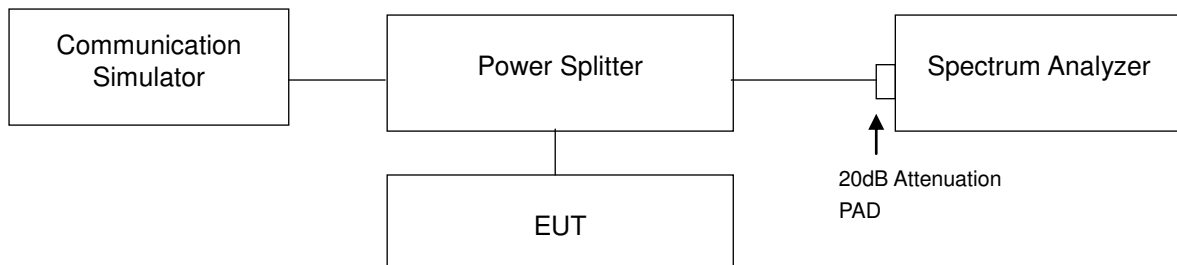 Communication
Simulator
Power Splitter
Spectrum Analyzer
20dB Attenuation
PAD
EUT